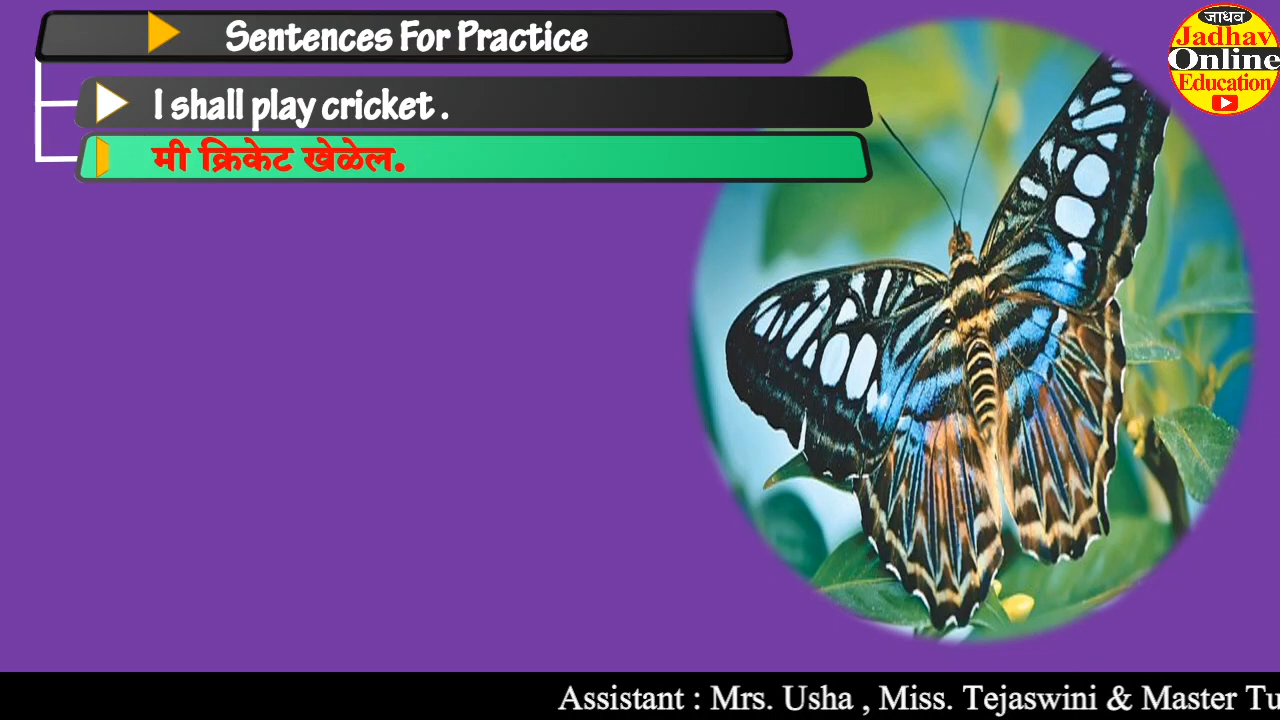 Sentences For Practice
I shall play cricket .
मी क्रिकेट खेळेल.
जाधव
Jadhav
Online
Education
Assistant : Mrs. Usha , Miss. Tejaswini & Master